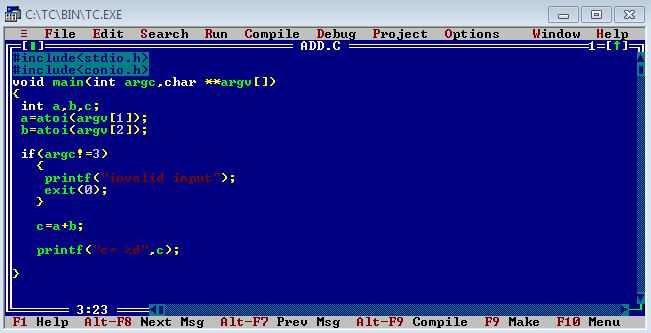 C:\TC\BIN\TC.EXE
≡ File Edit Search Run Compile Debug Project Options Window Help
[■] ADD.C 1=[↑]
#include<stdio.h>
#include<conio.h>
void main(int argc,char **argv[])
{
int a,b,c;
a=atoi(argv[1]);
b=atoi(argv[2]);
if(argc!=3)
{
printf("invalid input");
exit(0);
}
c=a+b;
printf("c= %d",c);
}
3:23
F1 Help Alt-F8 Next Msg Alt-F7 Prev Msg Alt-F9 Compile F9 Make F10 Menu